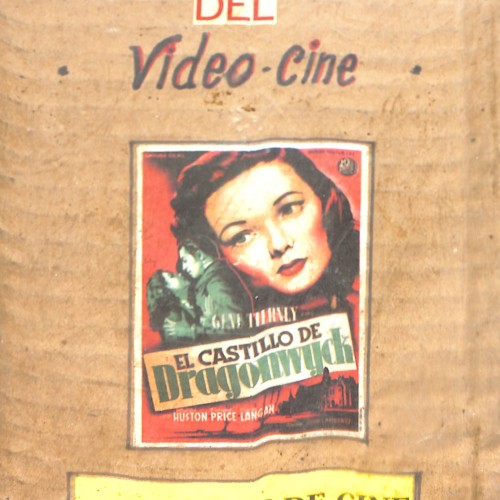 DEL
Video-cine
GENE TIERNEY
EL CASTILLO DE
Dragonwyck
HUSTON PRICE LANGAN
DE CINE